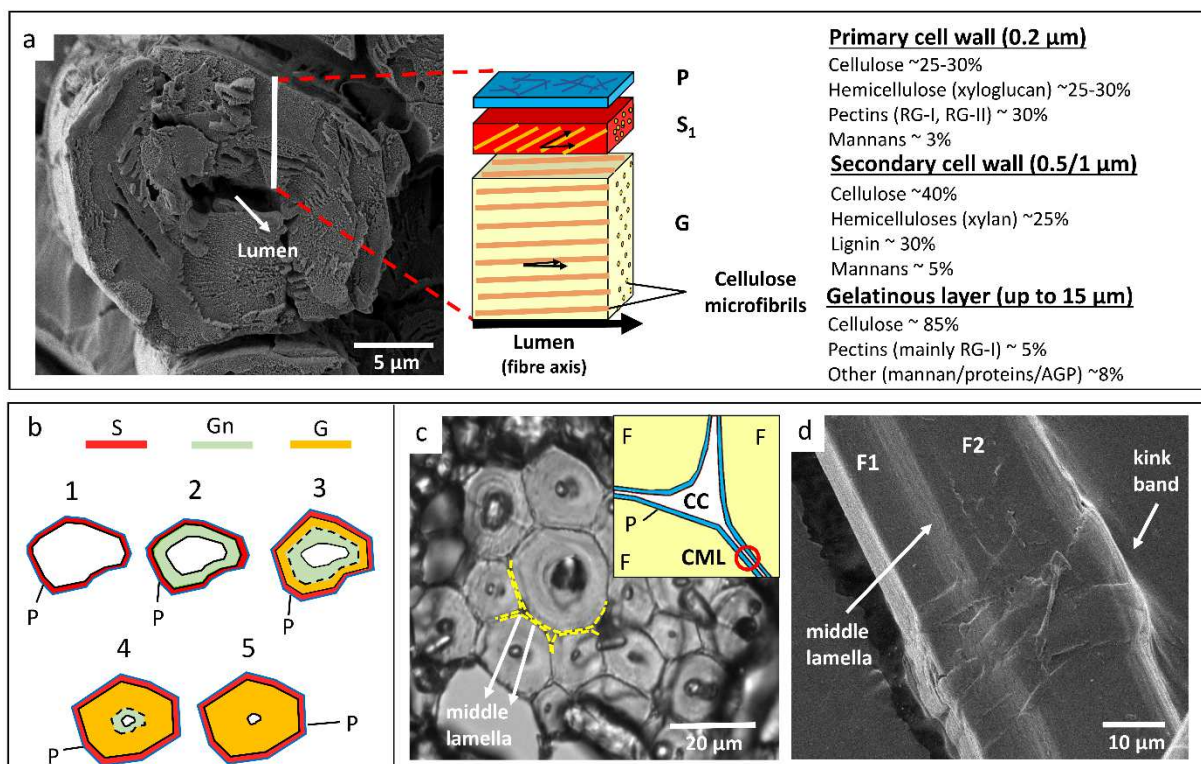 a
Lumen
5 µm
P
S1
G
Cellulose
microfibrils
Lumen
(fibre axis)
Primary cell wall (0.2 µm)
Cellulose ~25-30%
Hemicellulose (xyloglucan) ~25-30%
Pectins (RG-I, RG-II) ~ 30%
Mannans ~ 3%
Secondary cell wall (0.5/1 µm)
Cellulose ~40%
Hemicelluloses (xylan) ~25%
Lignin ~ 30%
Mannans ~ 5%
Gelatinous layer (up to 15 µm)
Cellulose ~ 85%
Pectins (mainly RG-I) ~ 5%
Other (mannan/proteins/AGP) ~8%
b
S
Gn
G
1
2
3
P
P
P
4
5
P
P
c
F
F
CC
P
F
CML
middle
lamella
20 µm
d
F1
F2
kink
band
middle
lamella
10 µm